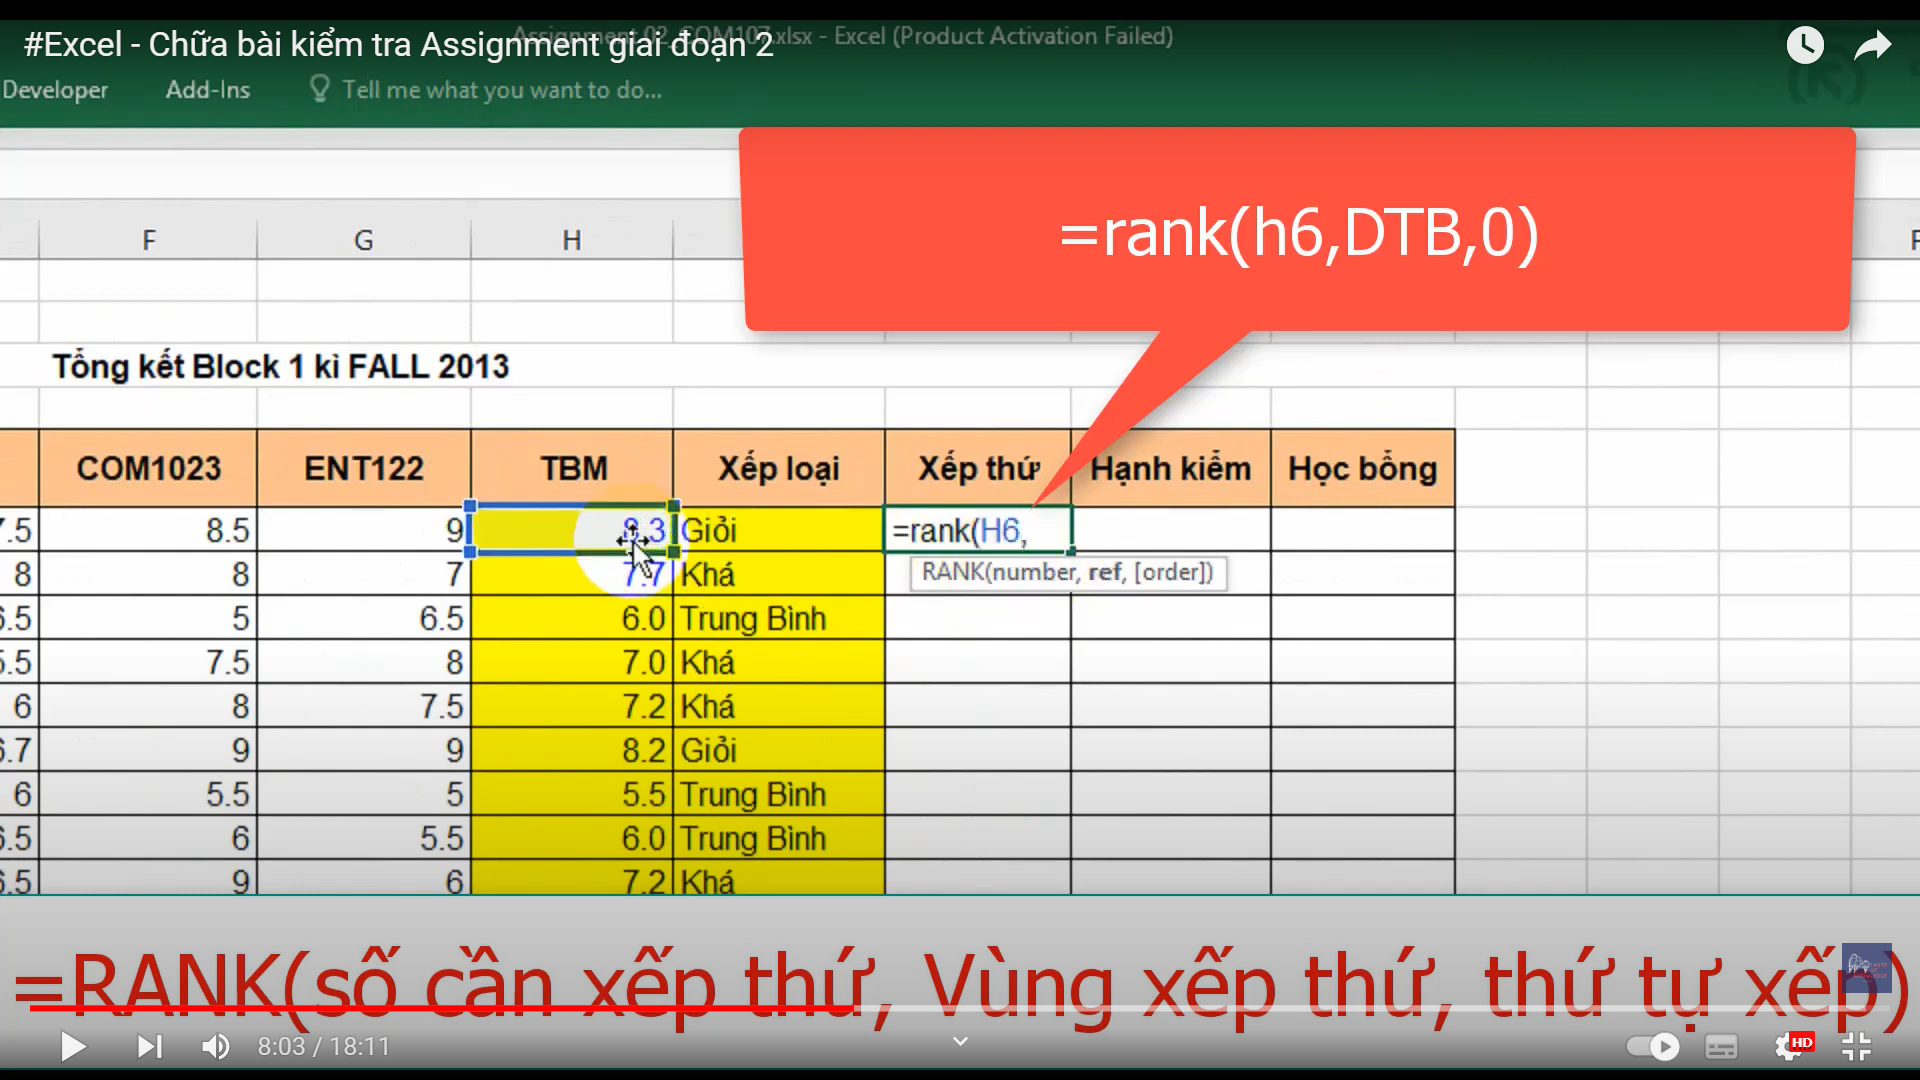 #Excel - Chữa bài kiểm tra Assignment giai đoạn 2
Assignment 02_COM107.xlsx - Excel (Product Activation Failed)
Developer Add-Ins Tell me what you want to do...
=rank(h6,DTB,0)
F G H
Tổng kết Block 1 kì FALL 2013
COM1023 ENT122 TBM Xếp loại Xếp thứ Hạnh kiểm Học bổng
7.5 8.5 9 8.3 Giỏi =rank(H6,
8 8 7 7.7 Khá RANK(number, ref, [order])
5 6.5 6.0 Trung Bình
7.5 8 7.0 Khá
6 8 7.5 7.2 Khá
9 9 8.2 Giỏi
6 5.5 5 5.5 Trung Bình
6 5.5 6.0 Trung Bình
9 6 7.2 Khá
=RANK(số cần xếp thứ, Vùng xếp thứ, thứ tự xếp)
8:03 / 18:11
HD